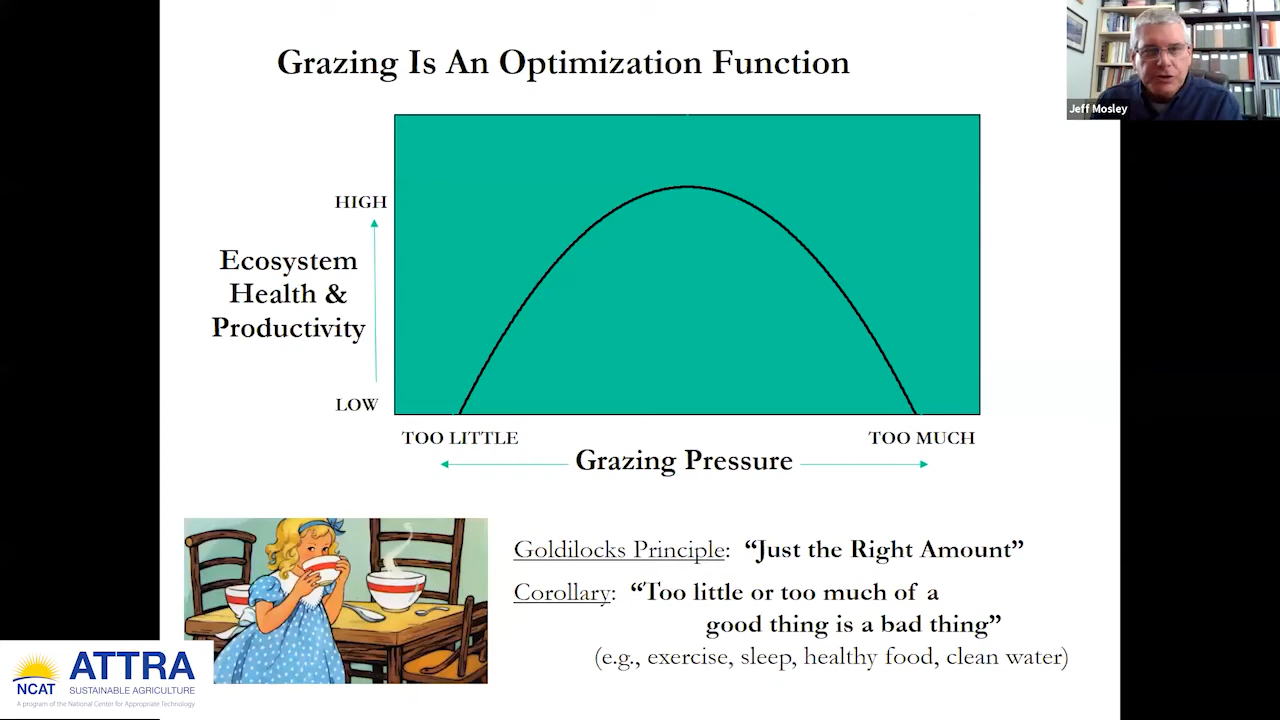 Grazing Is An Optimization Function
Jeff Mosley
HIGH
Ecosystem
Health &
Productivity
LOW
TOO LITTLE
TOO MUCH
Grazing Pressure
Goldilocks Principle: “Just the Right Amount”
Corollary: “Too little or too much of a
good thing is a bad thing”
(e.g., exercise, sleep, healthy food, clean water)
NCAT
ATTRA
SUSTAINABLE AGRICULTURE
A program of the National Center for Appropriate Technology